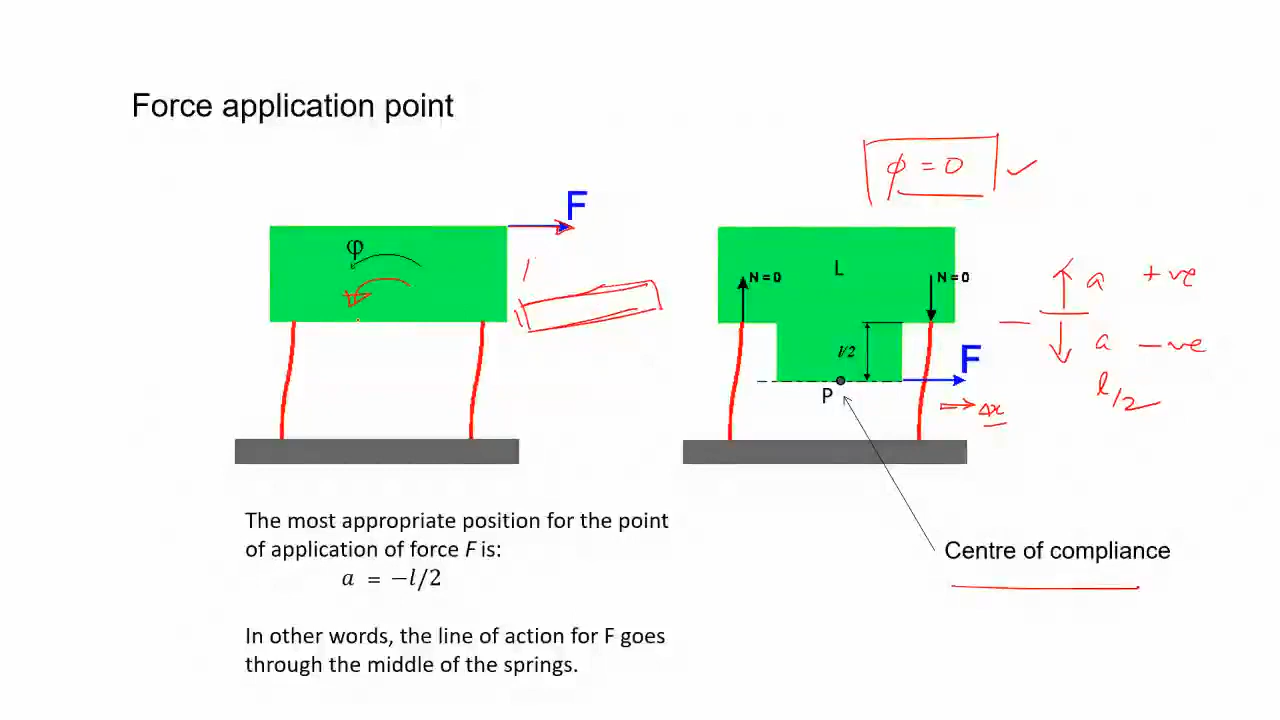 Force application point
ϕ = 0
F
φ
L
N = 0
N = 0
a +ve
a −ve
l/2
l/2
F
P
Δx
The most appropriate position for the point
of application of force F is:
a = −l/2
Centre of compliance
In other words, the line of action for F goes
through the middle of the springs.